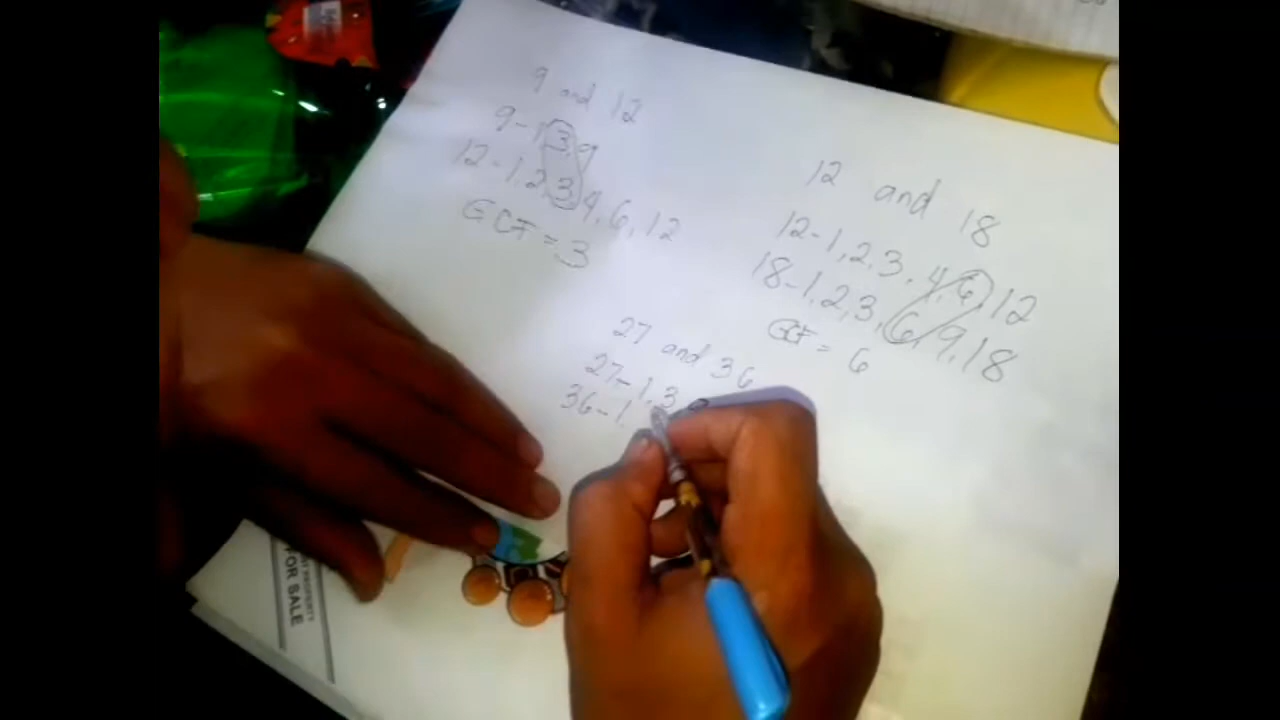 9 and 12
9-1,3,9
12-1,2,3,4,6,12
GCF = 3
12 and 18
12-1,2,3,4,6,12
18-1,2,3,6,9,18
GCF = 6
27 and 36
27-1,3
36-1,
FOR SALE